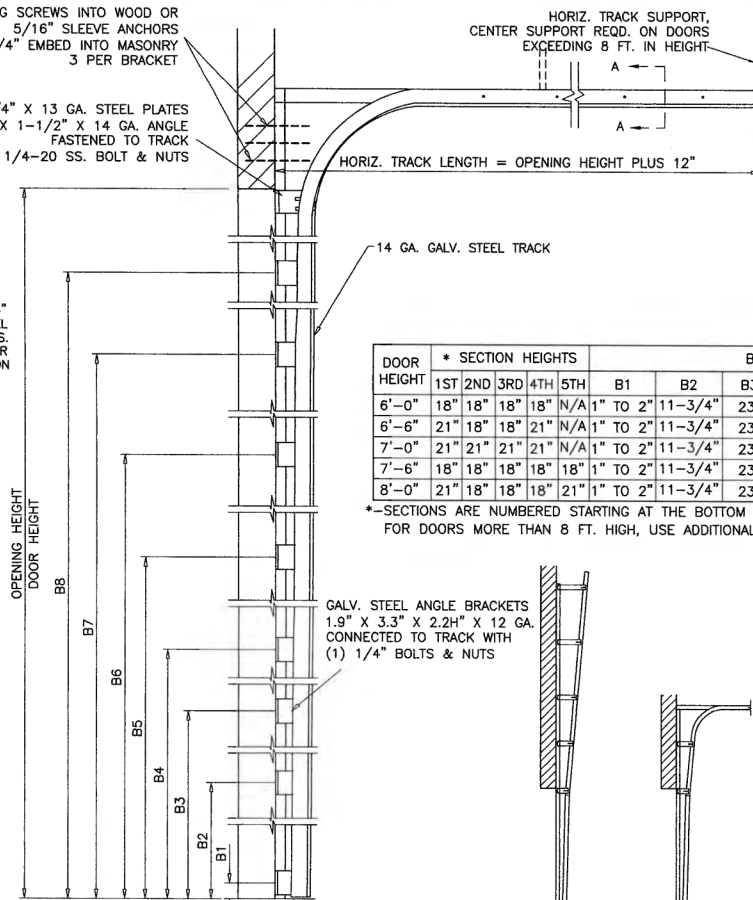 G SCREWS INTO WOOD OR
5/16" SLEEVE ANCHORS
/4" EMBED INTO MASONRY
3 PER BRACKET
/4" X 13 GA. STEEL PLATES
X 1-1/2" X 14 GA. ANGLE
FASTENED TO TRACK
1/4-20 SS. BOLT & NUTS
HORIZ. TRACK SUPPORT,
CENTER SUPPORT REQD. ON DOORS
EXCEEDING 8 FT. IN HEIGHT
A
A
HORIZ. TRACK LENGTH = OPENING HEIGHT PLUS 12"
14 GA. GALV. STEEL TRACK
"
EL
S.
R
ON
DOOR HEIGHT * SECTION HEIGHTS B
1ST 2ND 3RD 4TH 5TH B1 B2 B3
6'-0" 18" 18" 18" 18" N/A 1" TO 2" 11-3/4" 23
6'-6" 21" 18" 18" 21" N/A 1" TO 2" 11-3/4" 23
7'-0" 21" 21" 21" 21" N/A 1" TO 2" 11-3/4" 23
7'-6" 18" 18" 18" 18" 18" 1" TO 2" 11-3/4" 23
8'-0" 21" 18" 18" 18" 21" 1" TO 2" 11-3/4" 23
*-SECTIONS ARE NUMBERED STARTING AT THE BOTTOM
FOR DOORS MORE THAN 8 FT. HIGH, USE ADDITIONAL
OPENING HEIGHT
DOOR HEIGHT
B8
B7
B6
B5
B4
B3
B2
B1
GALV. STEEL ANGLE BRACKETS
1.9" X 3.3" X 2.2H" X 12 GA.
CONNECTED TO TRACK WITH
(1) 1/4" BOLTS & NUTS